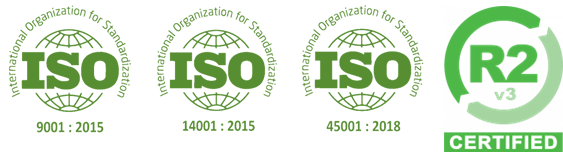 International Organization for Standardization
ISO
9001 : 2015
International Organization for Standardization
ISO
14001 : 2015
International Organization for Standardization
ISO
45001 : 2018
R2
v3
CERTIFIED